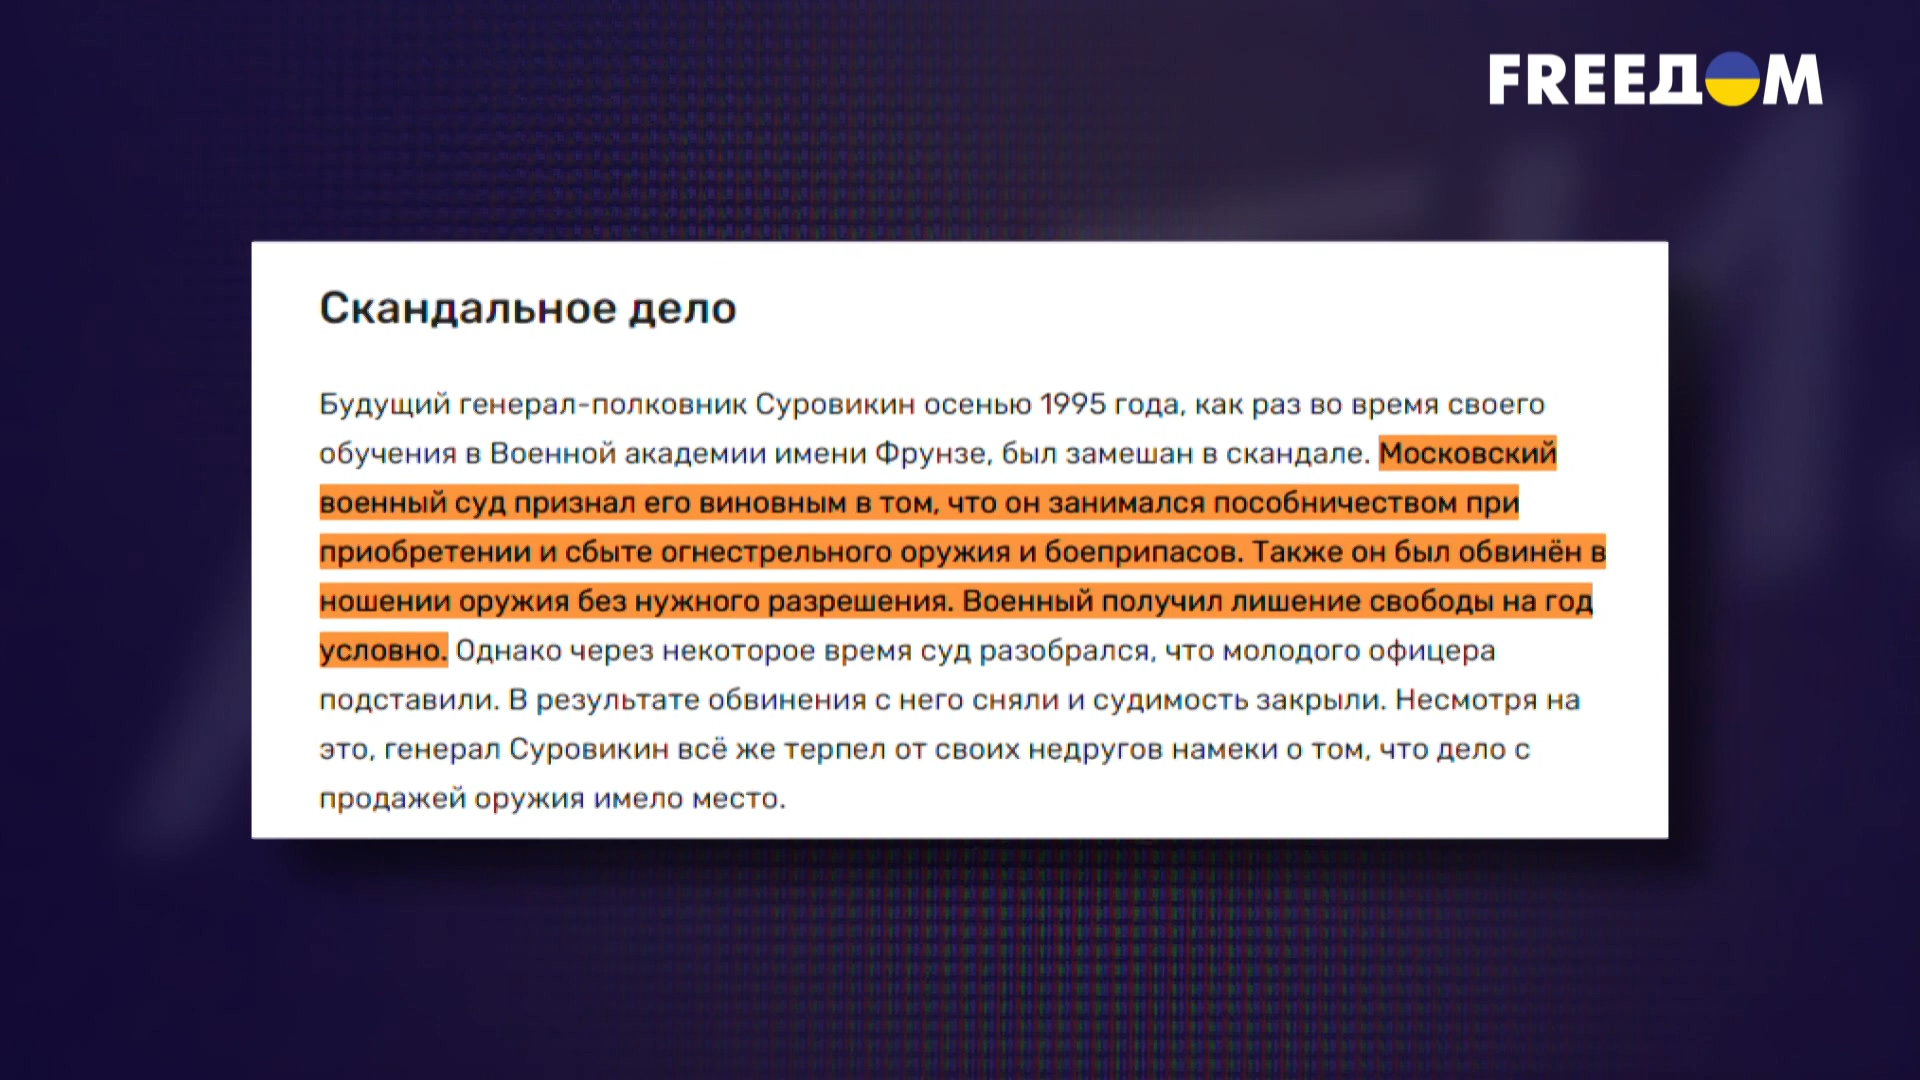 FREEДОМ
Скандальное дело
Будущий генерал-полковник Суровикин осенью 1995 года, как раз во время своего
обучения в Военной академии имени Фрунзе, был замешан в скандале. Московский
военный суд признал его виновным в том, что он занимался пособничеством при
приобретении и сбыте огнестрельного оружия и боеприпасов. Также он был обвинён в
ношении оружия без нужного разрешения. Военный получил лишение свободы на год
условно. Однако через некоторое время суд разобрался, что молодого офицера
подставили. В результате обвинения с него сняли и судимость закрыли. Несмотря на
это, генерал Суровикин всё же терпел от своих недругов намеки о том, что дело с
продажей оружия имело место.